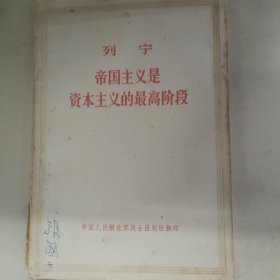 列宁
帝国主义是
资本主义的最高阶段
中国人民解放军战士出版社翻印